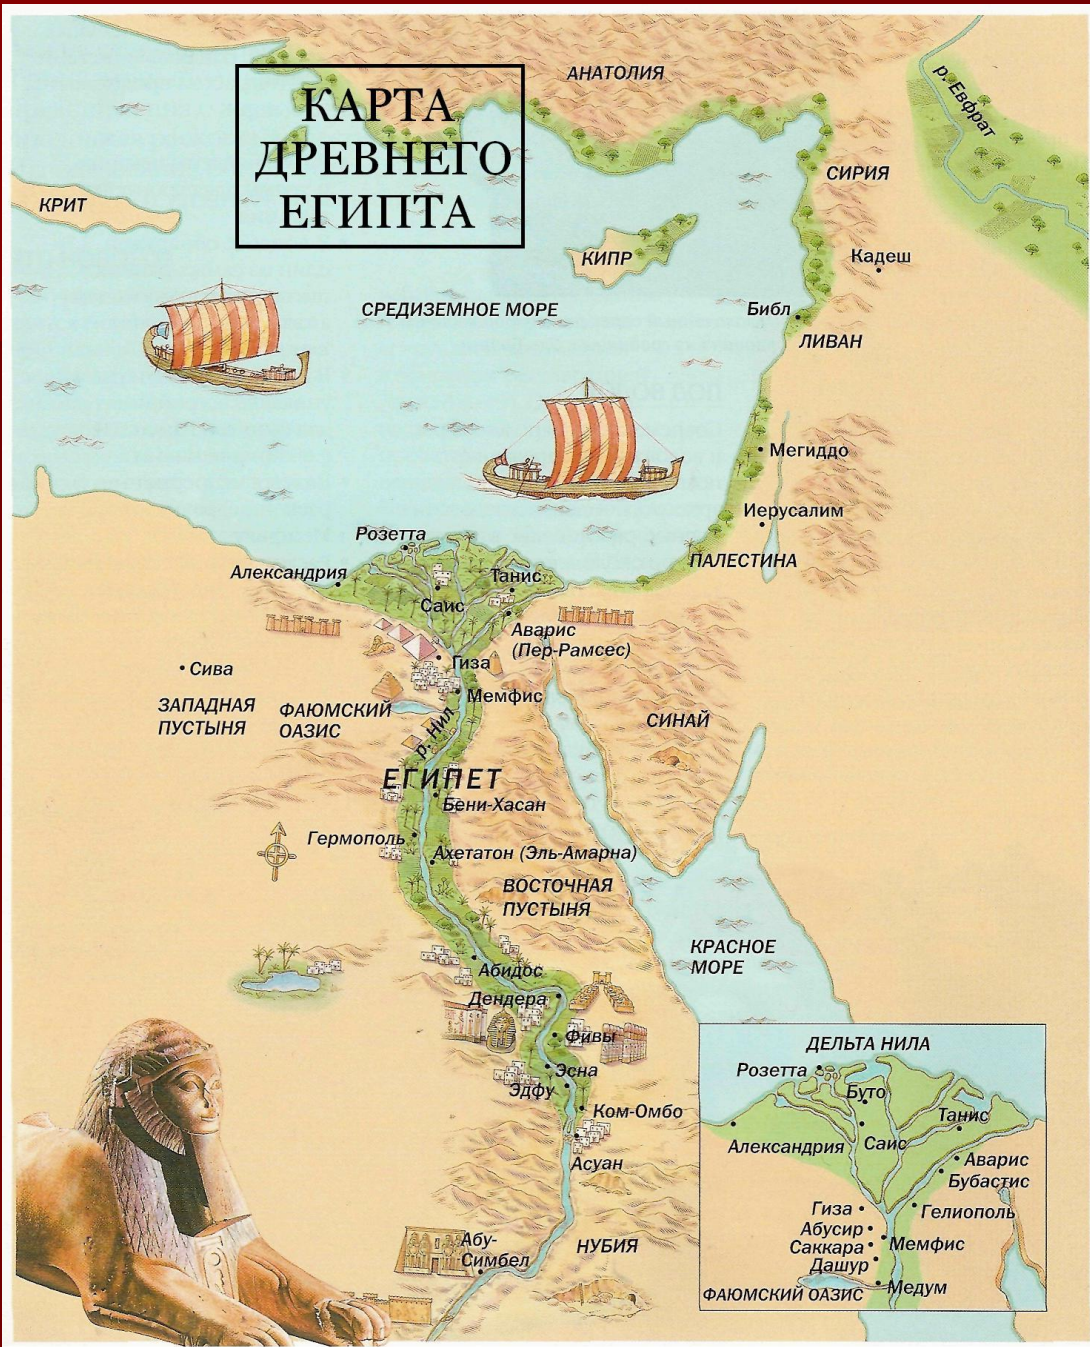 КАРТА
ДРЕВНЕГО
ЕГИПТА
АНАТОЛИЯ
р. Евфрат
СИРИЯ
КРИТ
КИПР
Кадеш
СРЕДИЗЕМНОЕ МОРЕ
Библ
ЛИВАН
Мегиддо
Иерусалим
ПАЛЕСТИНА
Розетта
Александрия
Танис
Саис
Аварис
(Пер-Рамсес)
Гиза
Сива
Мемфис
ЗАПАДНАЯ
ПУСТЫНЯ
ФАЮМСКИЙ
ОАЗИС
р. Нил
СИНАЙ
ЕГИПЕТ
Бени-Хасан
Гермополь
Ахетатон (Эль-Амарна)
ВОСТОЧНАЯ
ПУСТЫНЯ
КРАСНОЕ
МОРЕ
Абидос
Дендера
Фивы
Эсна
Эдфу
Ком-Омбо
Асуан
Абу-
Симбел
НУБИЯ
ДЕЛЬТА НИЛА
Розетта
Буто
Танис
Александрия
Саис
Аварис
Бубастис
Гиза
Гелиополь
Абусир
Саккара
Мемфис
Дашур
Медум
ФАЮМСКИЙ ОАЗИС